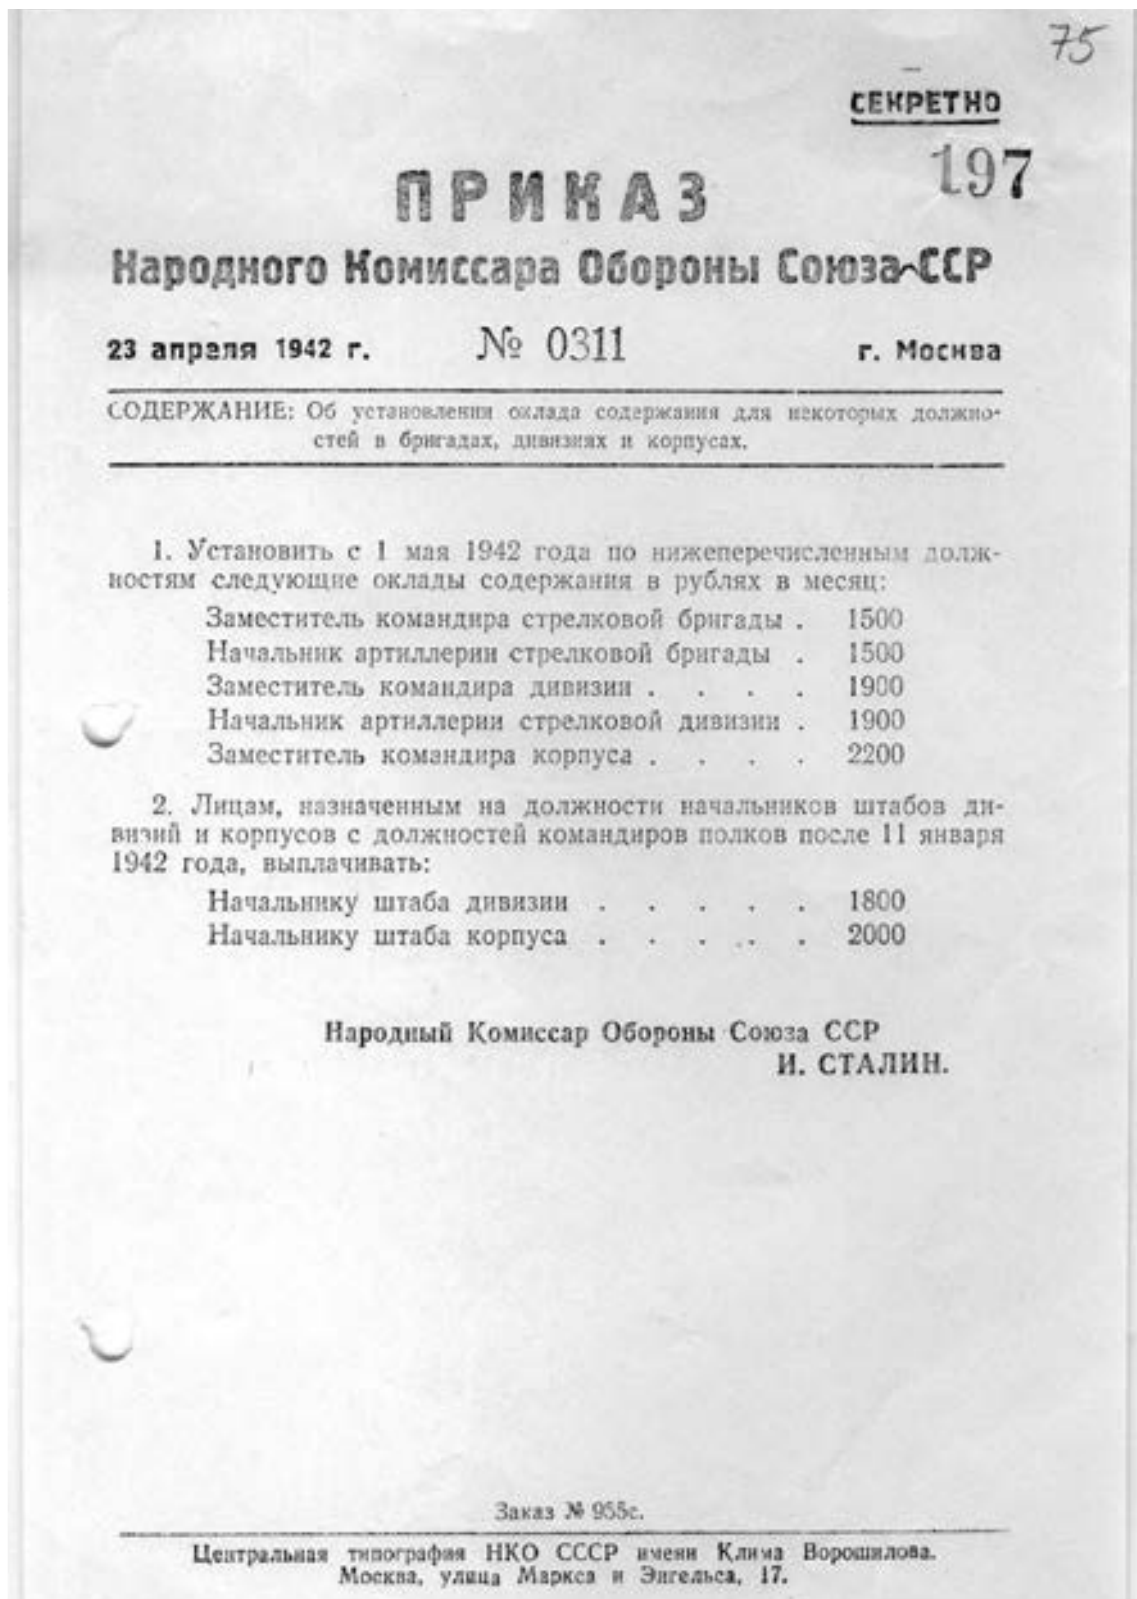 75
СЕКРЕТНО
197
ПРИКАЗ
Народного Комиссара Обороны Союза ССР
23 апреля 1942 г. № 0311 г. Москва
СОДЕРЖАНИЕ: Об установлении оклада содержания для некоторых должно-
стей в бригадах, дивизиях и корпусах.
1. Установить с 1 мая 1942 года по нижеперечисленным долж-
ностям следующие оклады содержания в рублях в месяц:
Заместитель командира стрелковой бригады . 1500
Начальник артиллерии стрелковой бригады . 1500
Заместитель командира дивизии . . . . 1900
Начальник артиллерии стрелковой дивизии . 1900
Заместитель командира корпуса . . . . 2200
2. Лицам, назначенным на должности начальников штабов ди-
визий и корпусов с должностей командиров полков после 11 января
1942 года, выплачивать:
Начальнику штаба дивизии . . . . . 1800
Начальнику штаба корпуса . . . . . 2000
Народный Комиссар Обороны Союза ССР
И. СТАЛИН.
Заказ № 955с.
Центральная типография НКО СССР имени Клима Ворошилова.
Москва, улица Маркса и Энгельса, 17.